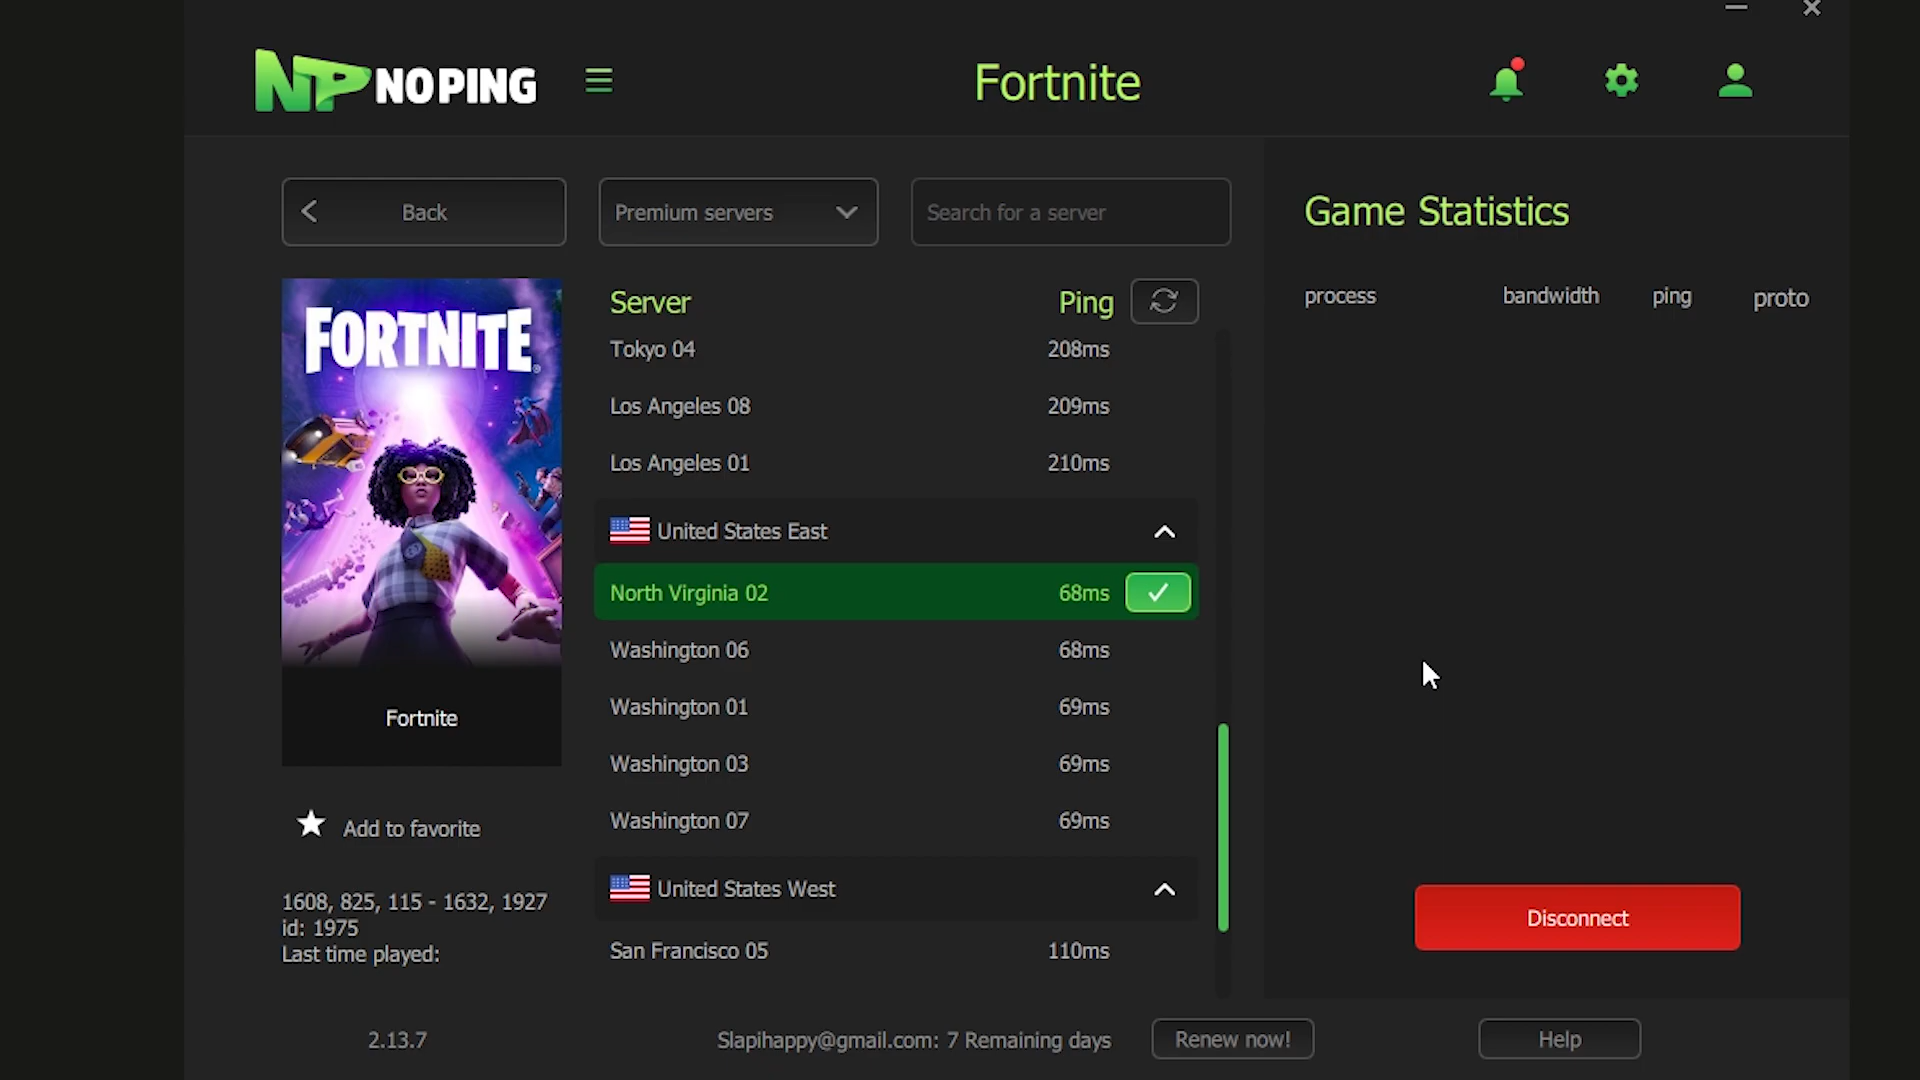 NP NOPING
Fortnite
Back
Premium servers
Search for a server
Game Statistics
process bandwidth ping proto
FORTNITE
Server Ping
Tokyo 04 208ms
Los Angeles 08 209ms
Los Angeles 01 210ms
United States East
North Virginia 02 68ms
Washington 06 68ms
Washington 01 69ms
Washington 03 69ms
Washington 07 69ms
United States West
San Francisco 05 110ms
Fortnite
Add to favorite
1608, 825, 115 - 1632, 1927
id: 1975
Last time played:
Disconnect
2.13.7
Slapihappy@gmail.com: 7 Remaining days
Renew now!
Help